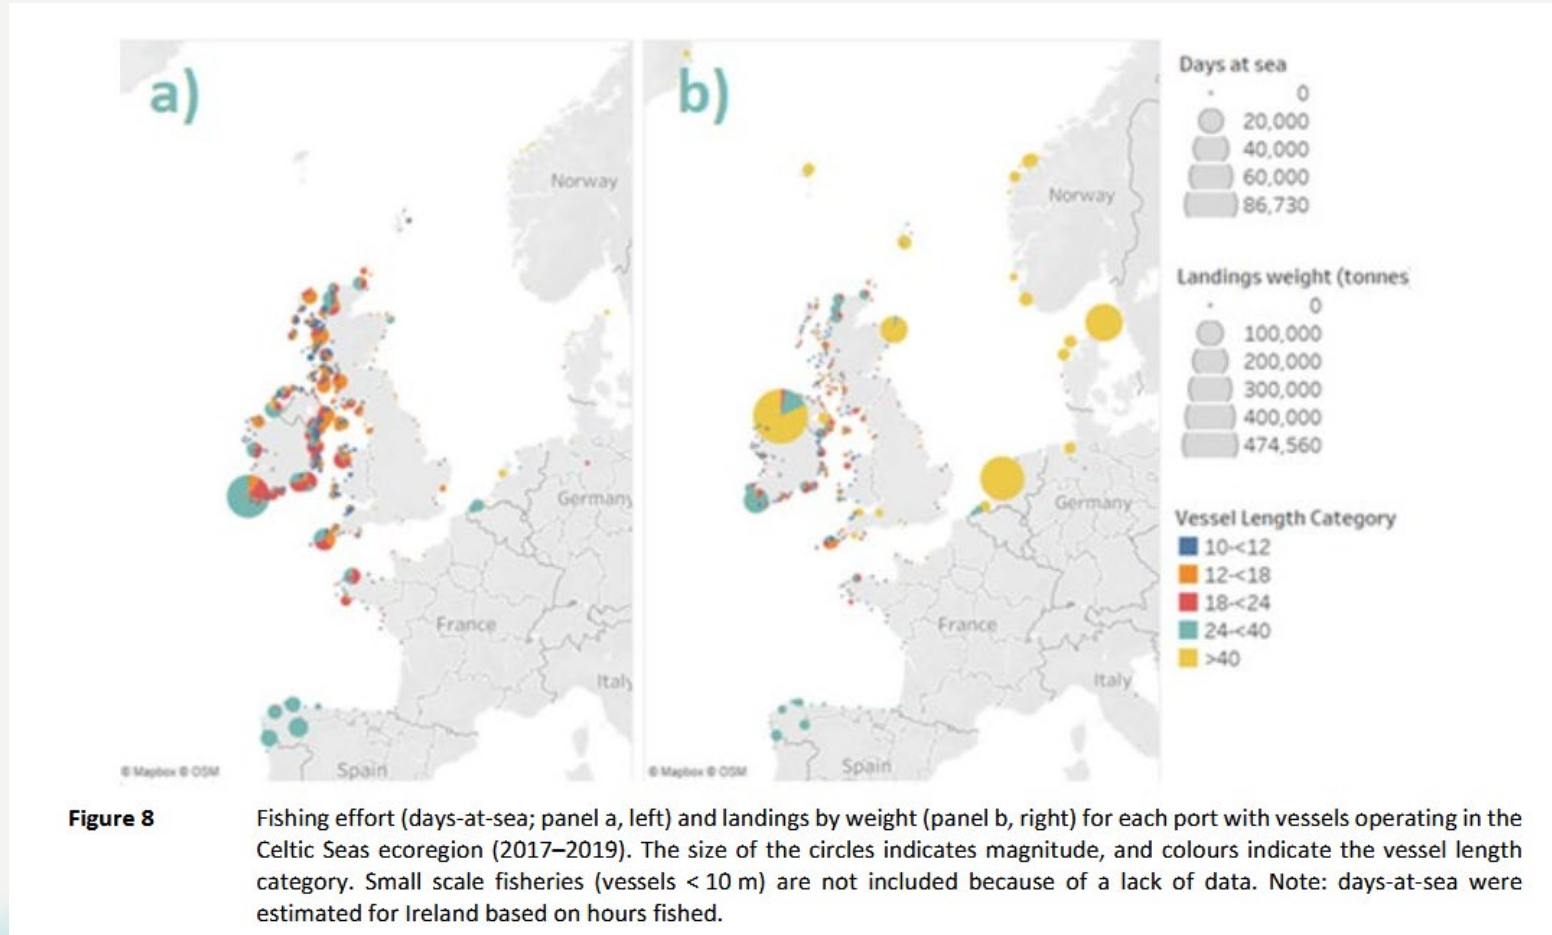 a)
b)
Norway
Germany
France
Italy
Spain
© Mapbox © OSM
Norway
Germany
France
Italy
Spain
© Mapbox © OSM
Days at sea
0
20,000
40,000
60,000
86,730
Landings weight (tonnes
0
100,000
200,000
300,000
400,000
474,560
Vessel Length Category
10-<12
12-<18
18-<24
24-<40
>40
Figure 8 Fishing effort (days-at-sea; panel a, left) and landings by weight (panel b, right) for each port with vessels operating in the
Celtic Seas ecoregion (2017–2019). The size of the circles indicates magnitude, and colours indicate the vessel length
category. Small scale fisheries (vessels < 10 m) are not included because of a lack of data. Note: days-at-sea were
estimated for Ireland based on hours fished.